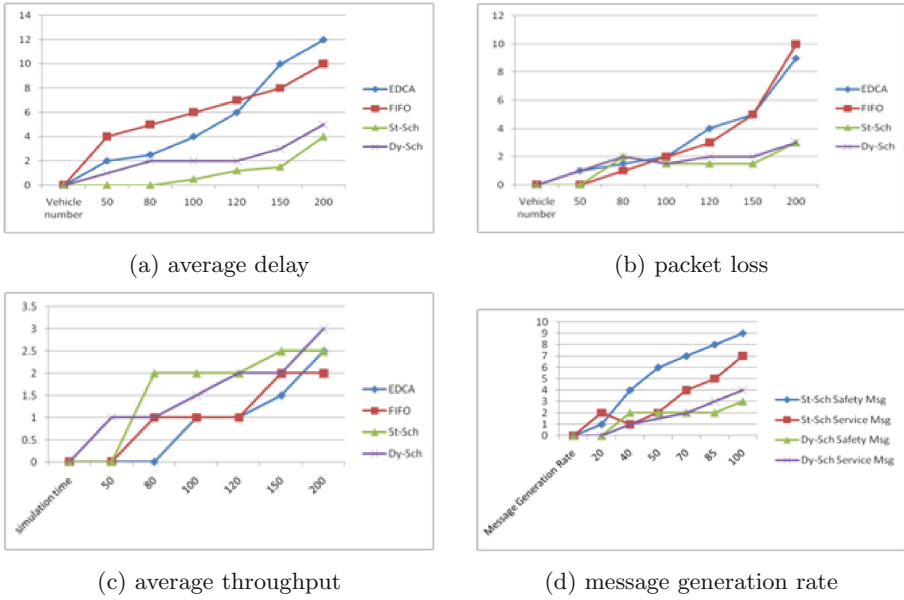 14
12
10
8
6
4
2
0
Vehicle number
50
80
100
120
150
200
EDCA
FIFO
St-Sch
Dy-Sch
(a) average delay
12
10
8
6
4
2
0
Vehicle number
50
80
100
120
150
200
EDCA
FIFO
St-Sch
Dy-Sch
(b) packet loss
3.5
3
2.5
2
1.5
1
0.5
0
simulation time
50
80
100
120
150
200
EDCA
FIFO
St-Sch
Dy-Sch
(c) average throughput
10
9
8
7
6
5
4
3
2
1
0
Message Generation Rate
20
40
50
70
85
100
St-Sch Safety Msg
St-Sch Service Msg
Dy-Sch Safety Msg
Dy-Sch Service Msg
(d) message generation rate